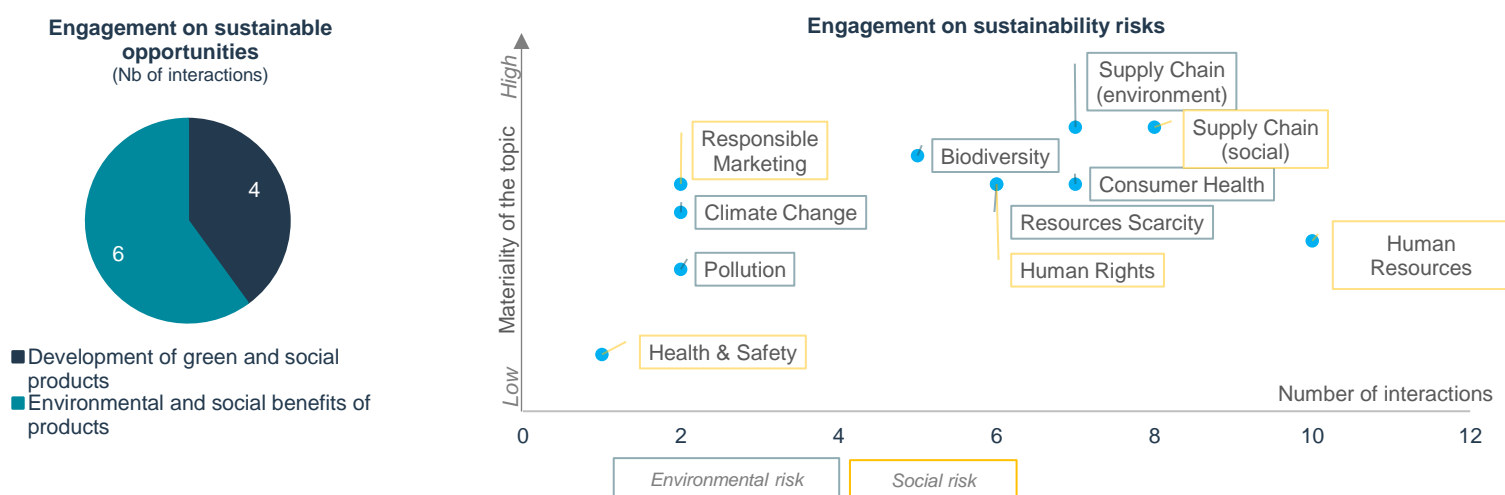 Engagement on sustainable
opportunities
(Nb of interactions)
4
6
Development of green and social
products
Environmental and social benefits of
products
Engagement on sustainability risks
High
Materiality of the topic
Low
Supply Chain
(environment)
Supply Chain
(social)
Responsible
Marketing
Biodiversity
Consumer Health
Climate Change
Resources Scarcity
Human
Resources
Pollution
Human Rights
Health & Safety
Number of interactions
0
2
4
6
8
10
12
Environmental risk
Social risk